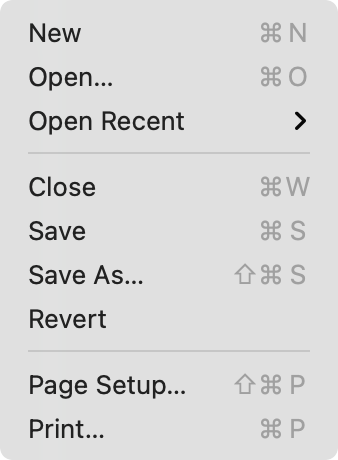 New ⌘ N
Open... ⌘ O
Open Recent
Close ⌘ W
Save ⌘ S
Save As... ⇧ ⌘ S
Revert
Page Setup... ⇧ ⌘ P
Print... ⌘ P